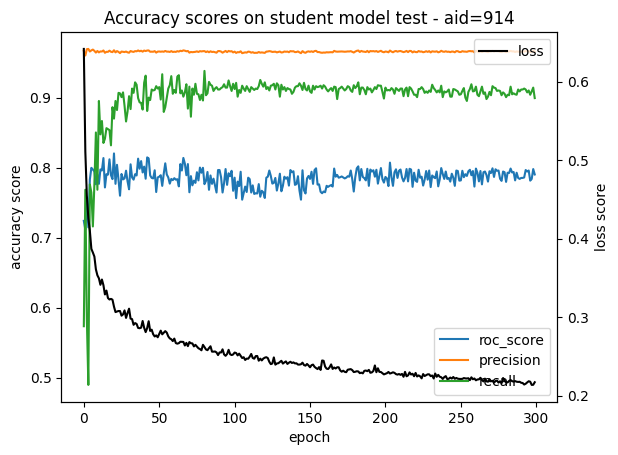 Accuracy scores on student model test - aid=914
loss
0.9
0.8
0.7
0.6
0.5
accuracy score
0.6
0.5
0.4
0.3
0.2
loss score
roc_score
precision
recall
0
50
100
150
200
250
300
epoch